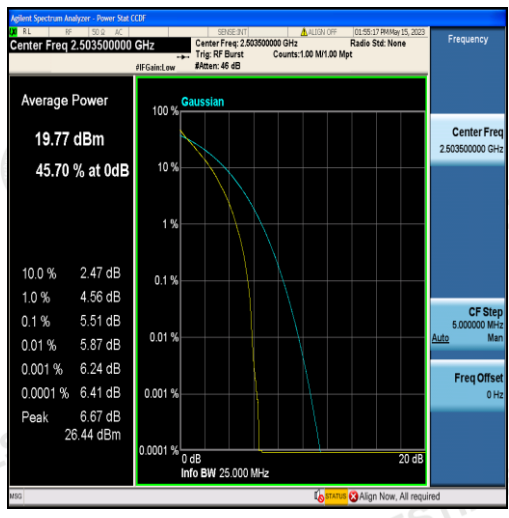 Agilent Spectrum Analyzer - Power Stat CCDF
RL RF 50 Ω AC SENSE:INT ALIGN OFF 01:55:17 PMMay 15, 2023
Center Freq 2.503500000 GHz
Center Freq: 2.503500000 GHz Radio Std: None
Trig: RF Burst Counts:1.00 M/1.00 Mpt
#IFGain:Low #Atten: 46 dB
Frequency
Average Power
19.77 dBm
45.70 % at 0dB
10.0 % 2.47 dB
1.0 % 4.56 dB
0.1 % 5.51 dB
0.01 % 5.87 dB
0.001 % 6.24 dB
0.0001 % 6.41 dB
Peak 6.67 dB
26.44 dBm
Gaussian
100 %
10 %
1 %
0.1 %
0.01 %
0.001 %
0.0001 %
0 dB 20 dB
Info BW 25.000 MHz
Center Freq
2.503500000 GHz
CF Step
5.000000 MHz
Auto Man
Freq Offset
0 Hz
MSG STATUS Align Now, All required